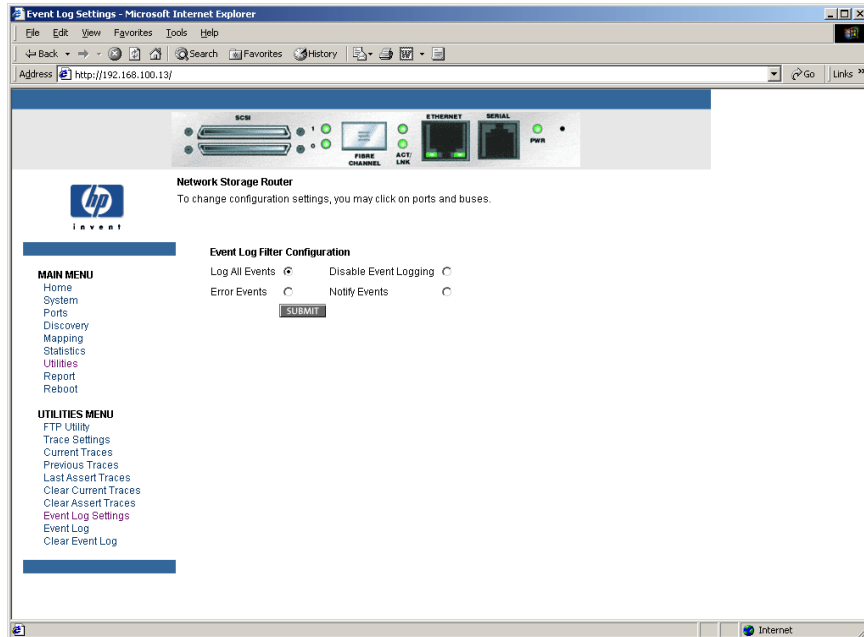 Event Log Settings - Microsoft Internet Explorer
File Edit View Favorites Tools Help
Back Search Favorites History
Address http://192.168.100.13/ Go Links »
SCSI
1
0
FIBRE CHANNEL
ACT/ LNK
ETHERNET
SERIAL
PWR
hp
invent
Network Storage Router
To change configuration settings, you may click on ports and buses.
Event Log Filter Configuration
Log All Events Disable Event Logging
Error Events Notify Events
SUBMIT
MAIN MENU
Home
System
Ports
Discovery
Mapping
Statistics
Utilities
Report
Reboot
UTILITIES MENU
FTP Utility
Trace Settings
Current Traces
Previous Traces
Last Assert Traces
Clear Current Traces
Clear Assert Traces
Event Log Settings
Event Log
Clear Event Log
Internet